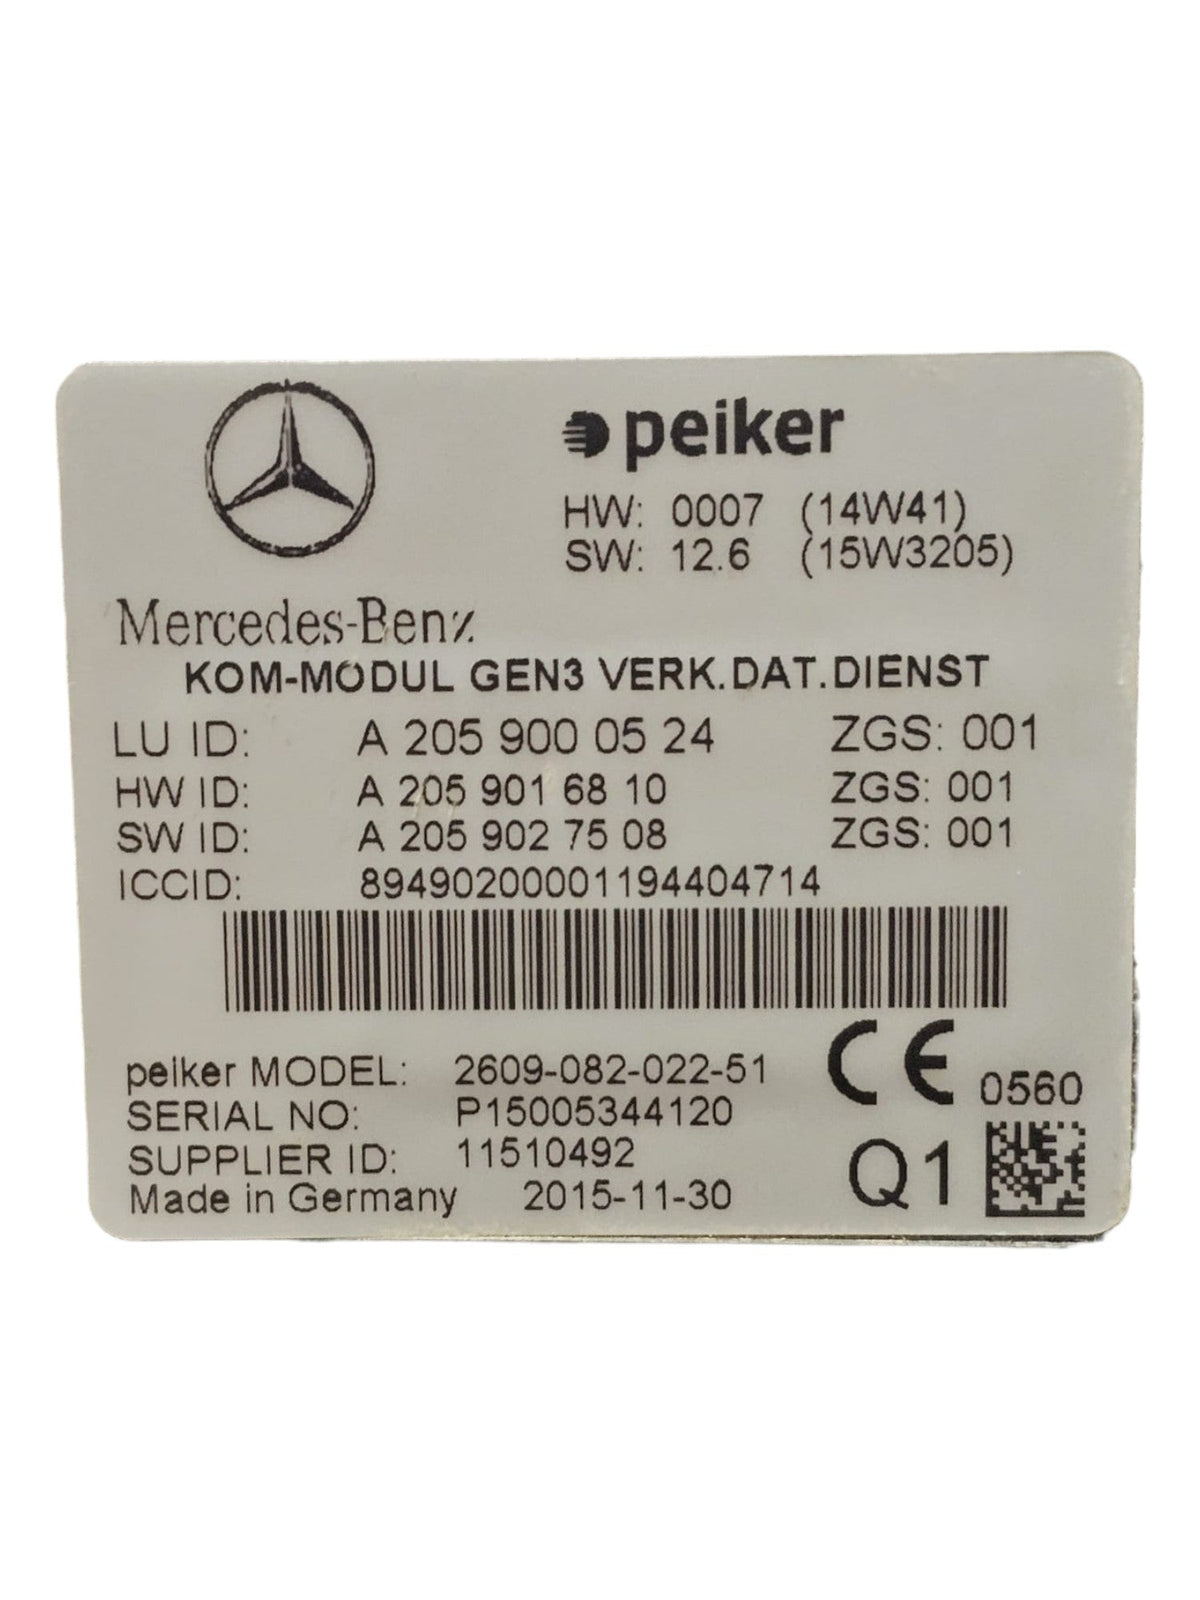 peiker
HW: 0007 (14W41)
SW: 12.6 (15W3205)
Mercedes-Benz
KOM-MODUL GEN3 VERK.DAT.DIENST
LU ID: A 205 900 05 24 ZGS: 001
HW ID: A 205 901 68 10 ZGS: 001
SW ID: A 205 902 75 08 ZGS: 001
ICCID: 89490200001194404714
peiker MODEL: 2609-082-022-51
SERIAL NO: P15005344120
SUPPLIER ID: 11510492
Made in Germany 2015-11-30
CE 0560
Q1